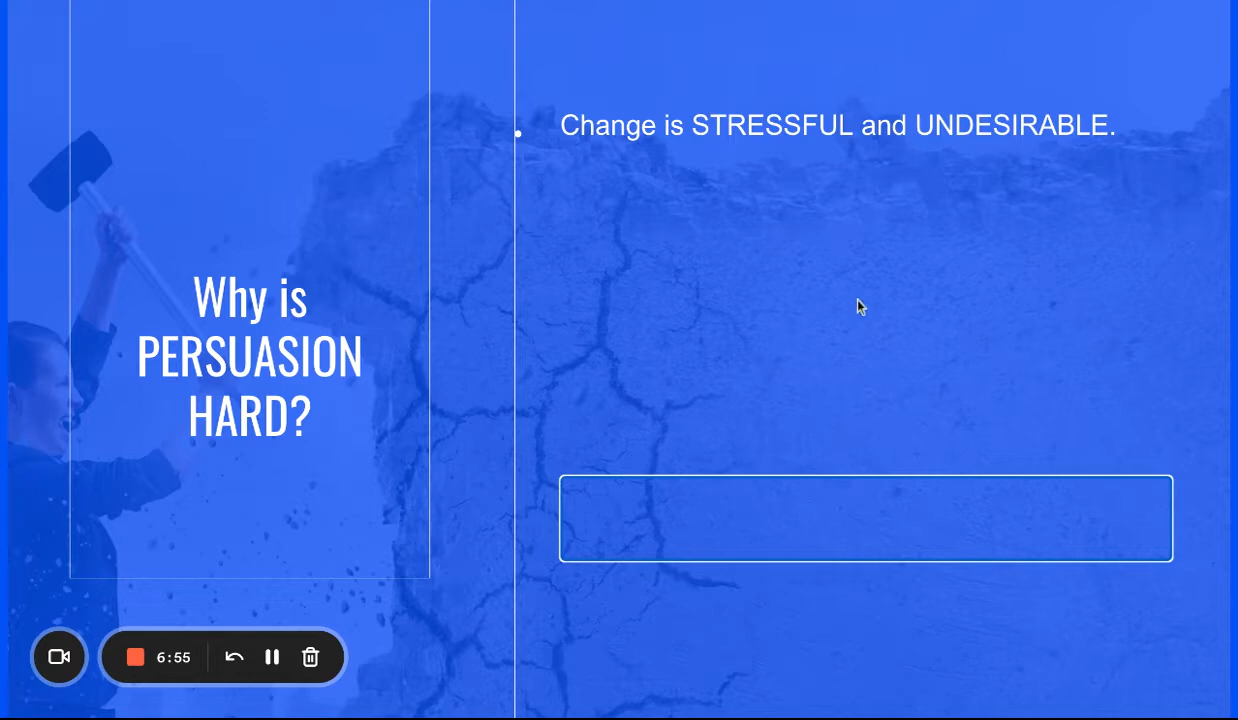 Change is STRESSFUL and UNDESIRABLE.
Why is
PERSUASION
HARD?
6:55